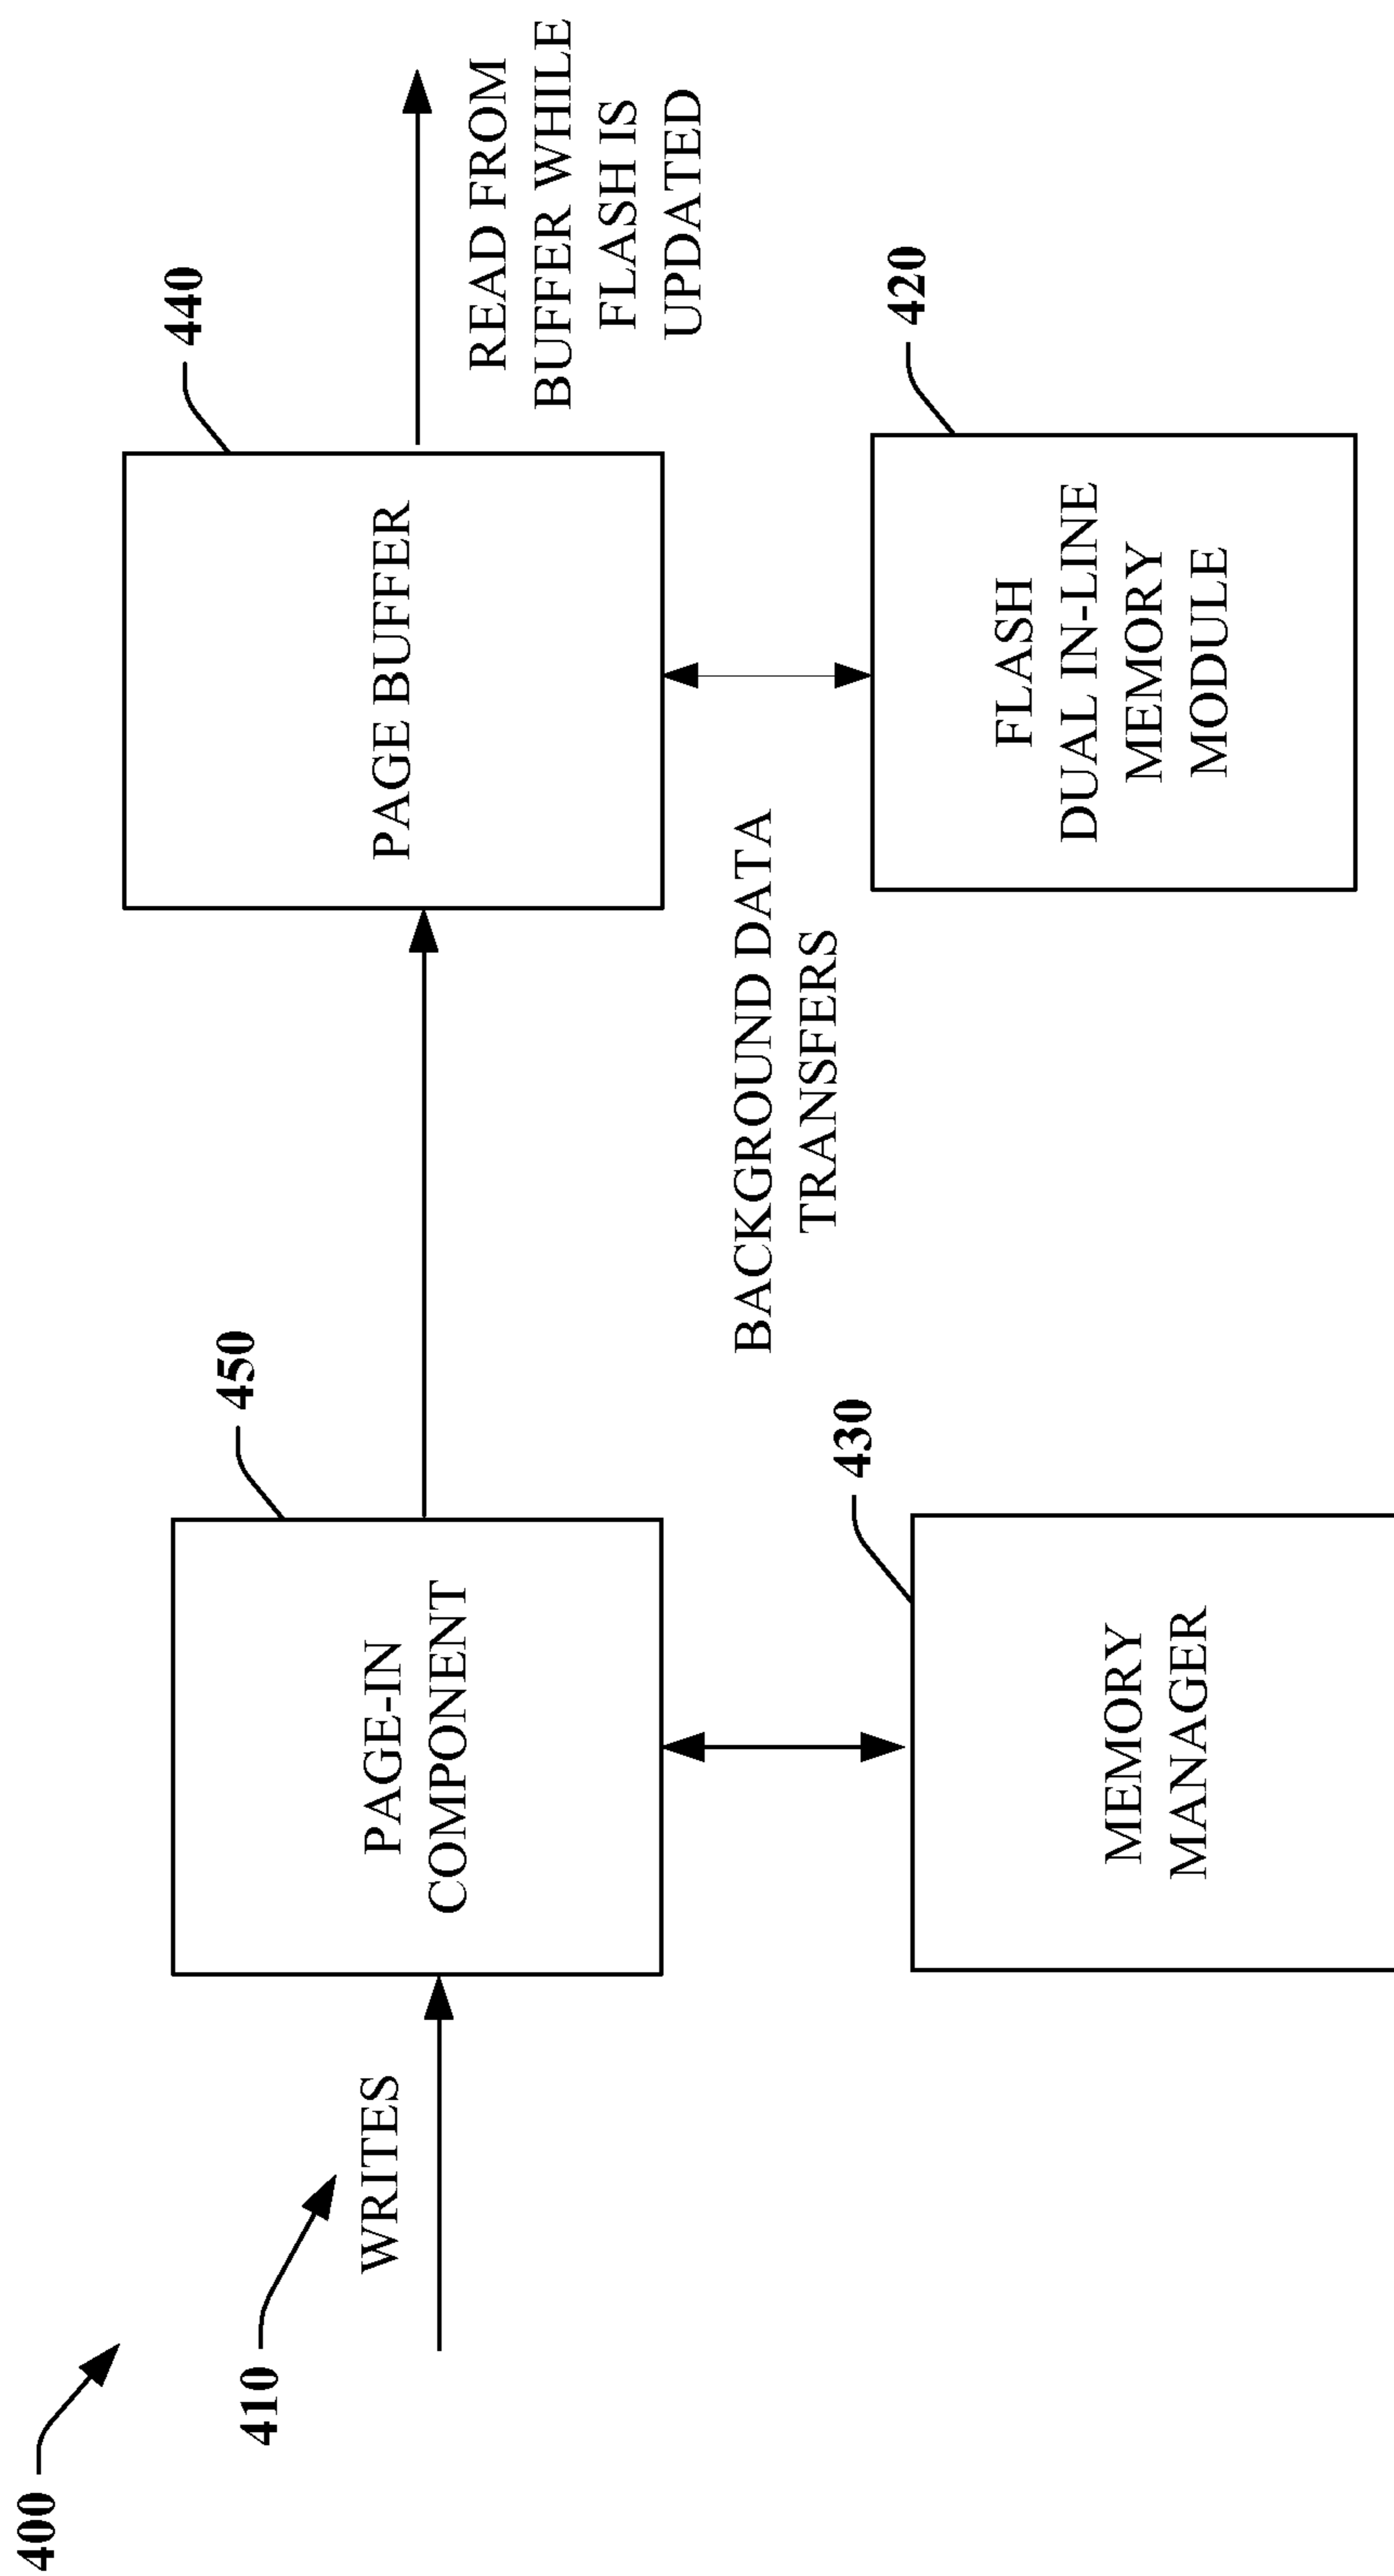 400
410
WRITES
450
PAGE-IN
COMPONENT
440
PAGE BUFFER
READ FROM
BUFFER WHILE
FLASH IS
UPDATED
BACKGROUND DATA
TRANSFERS
430
MEMORY
MANAGER
420
FLASH
DUAL IN-LINE
MEMORY
MODULE